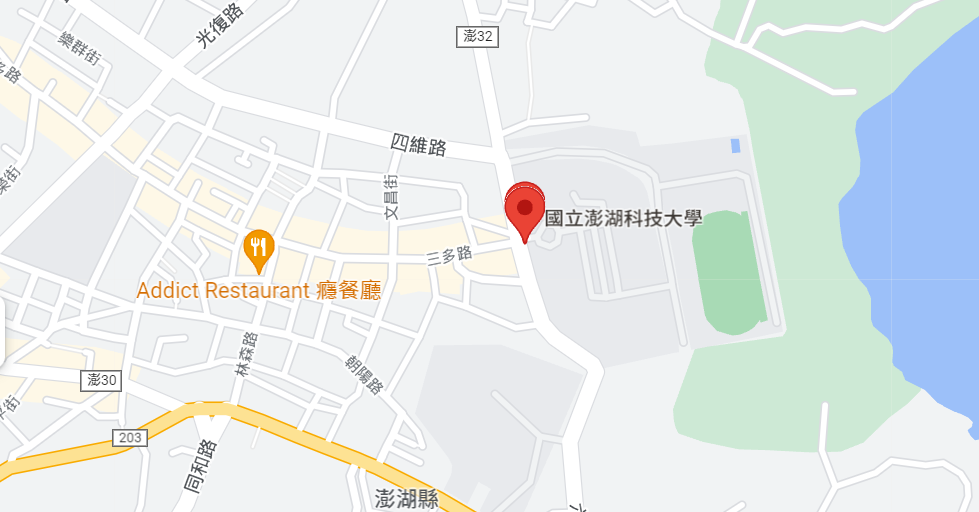 光復路
樂群街
澎32
四維路
文昌街
國立澎湖科技大學
三多路
Addict Restaurant 癮餐廳
林森路
朝陽路
澎30
203
同和路
澎湖縣